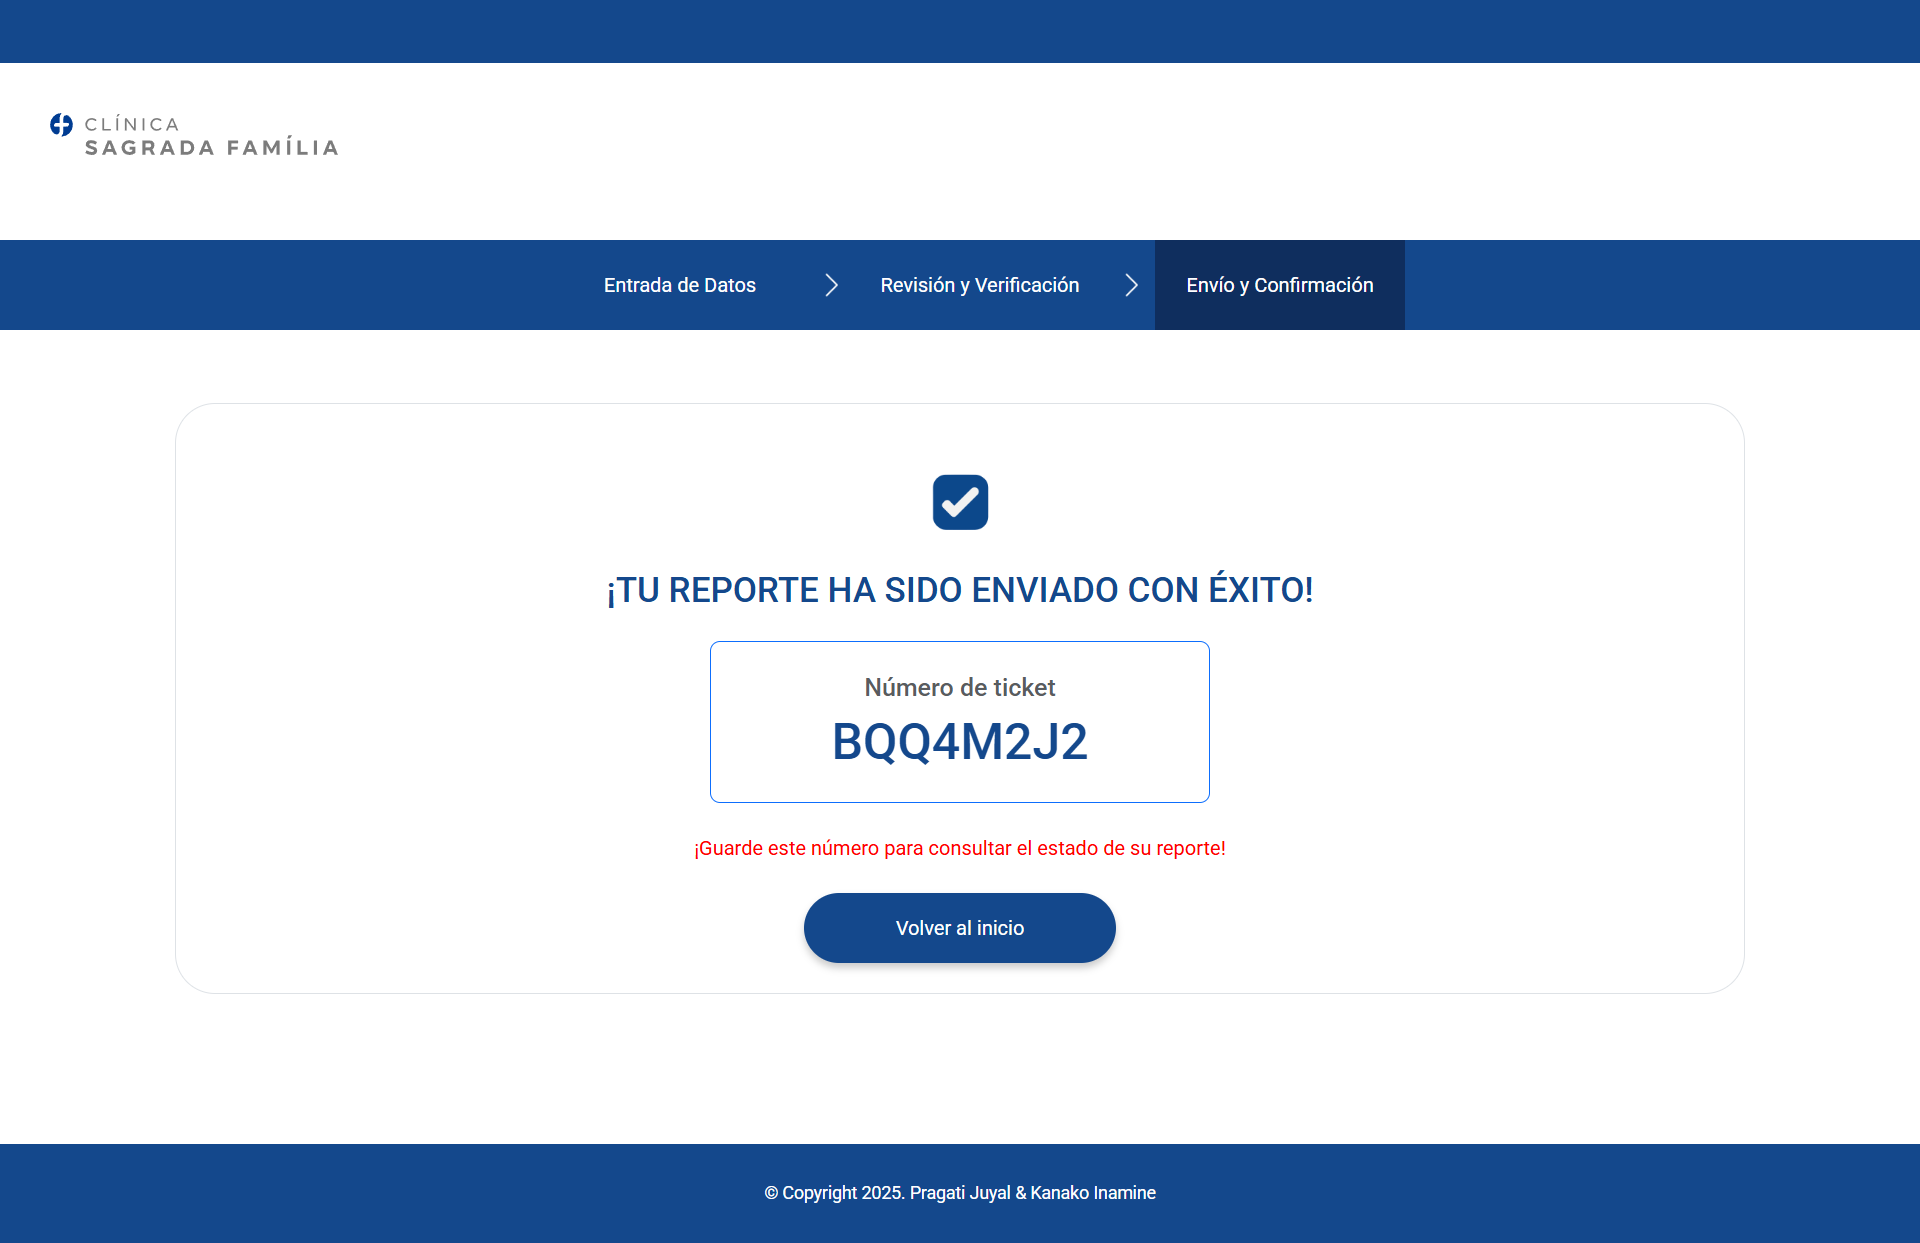 CLÍNICA
SAGRADA FAMÍLIA
Entrada de Datos
Revisión y Verificación
Envío y Confirmación
¡TU REPORTE HA SIDO ENVIADO CON ÉXITO!
Número de ticket
BQQ4M2J2
¡Guarde este número para consultar el estado de su reporte!
Volver al inicio
© Copyright 2025. Pragati Juyal & Kanako Inamine